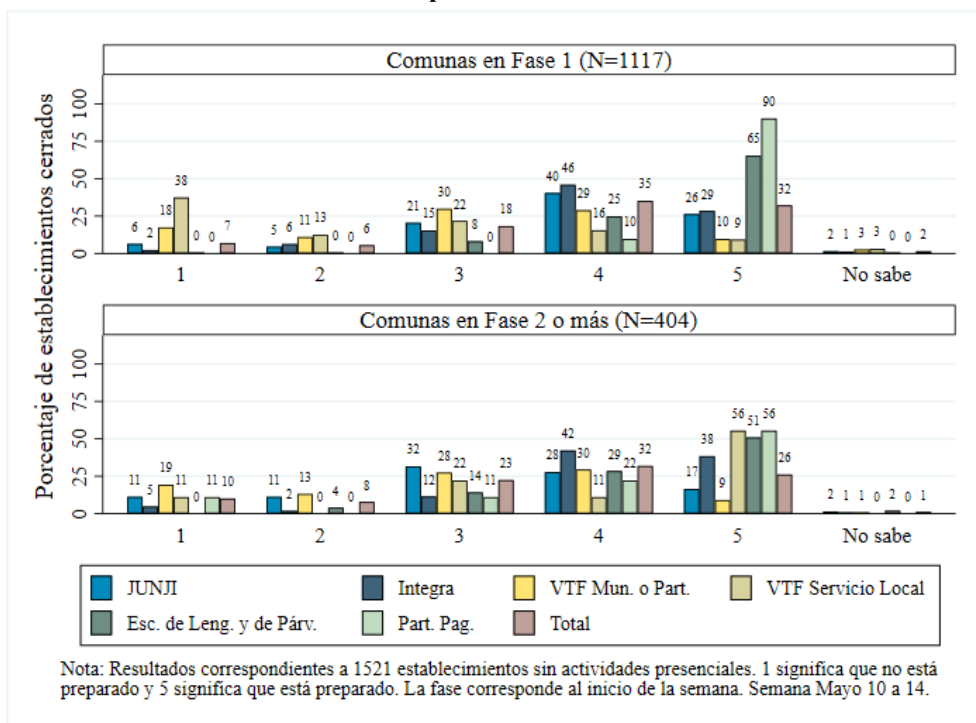 Comunas en Fase 1 (N=1117)
Porcentaje de establecimientos cerrados
100
75
50
25
0
6 2 18 38 0 0 7
5 6 11 13 0 0 6
21 15 30 22 8 0 18
40 46 29 16 25 10 35
26 29 10 9 65 90 32
2 1 3 3 0 0 2
1 2 3 4 5 No sabe
Comunas en Fase 2 o más (N=404)
100
75
50
25
0
11 5 19 11 0 11 10
11 2 13 0 4 0 8
32 12 28 22 14 11 23
28 42 30 11 29 22 32
17 38 9 56 51 56 26
2 1 1 0 2 0 1
1 2 3 4 5 No sabe
JUNJI Integra VTF Mun. o Part. VTF Servicio Local
Esc. de Leng. y de Párv. Part. Pag. Total
Nota: Resultados correspondientes a 1521 establecimientos sin actividades presenciales. 1 significa que no está
preparado y 5 significa que está preparado. La fase corresponde al inicio de la semana. Semana Mayo 10 a 14.